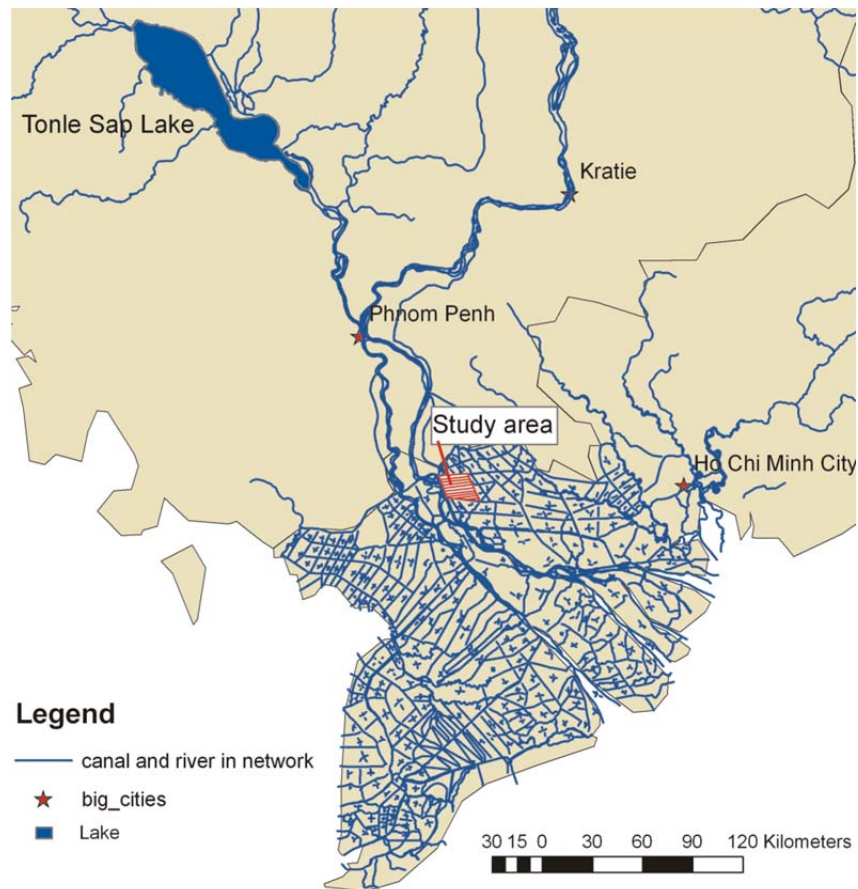 Tonle Sap Lake
Kratie
Phnom Penh
Study area
Ho Chi Minh City
Legend
canal and river in network
big_cities
Lake
30 15 0 30 60 90 120 Kilometers